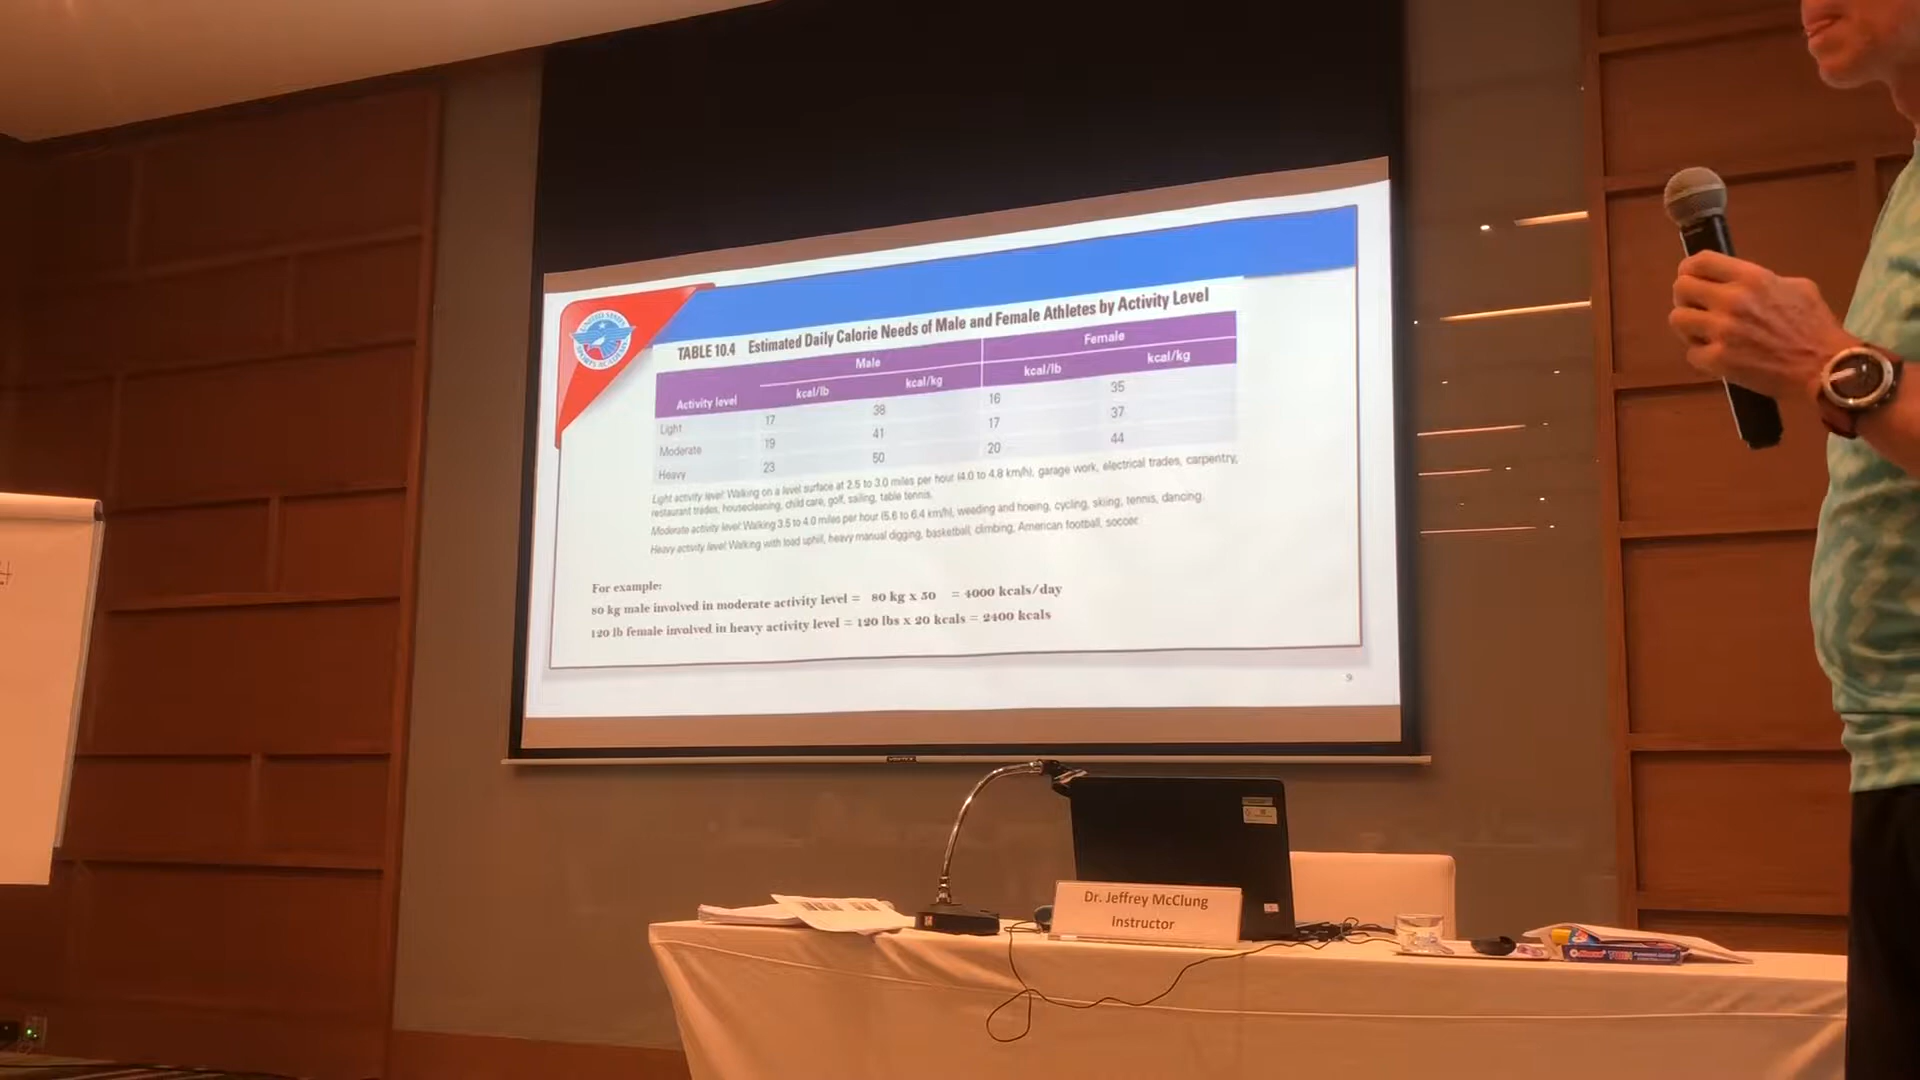 UNITED STATES
SPORTS ACADEMY
TABLE 10.4 Estimated Daily Calorie Needs of Male and Female Athletes by Activity Level
Male Female
Activity level kcal/lb kcal/kg kcal/lb kcal/kg
Light 17 38 16 35
Moderate 19 41 17 37
Heavy 23 50 20 44
Light activity level: Walking on a level surface at 2.5 to 3.0 miles per hour (4.0 to 4.8 km/h), garage work, electrical trades, carpentry,
restaurant trades, housecleaning, child care, golf, sailing, table tennis.
Moderate activity level: Walking 3.5 to 4.0 miles per hour (5.6 to 6.4 km/h), weeding and hoeing, cycling, skiing, tennis, dancing.
Heavy activity level: Walking with load uphill, heavy manual digging, basketball, climbing, American football, soccer.
For example:
80 kg male involved in moderate activity level = 80 kg x 50 = 4000 kcals/day
120 lb female involved in heavy activity level = 120 lbs x 20 kcals = 2400 kcals
9
Dr. Jeffrey McClung
Instructor